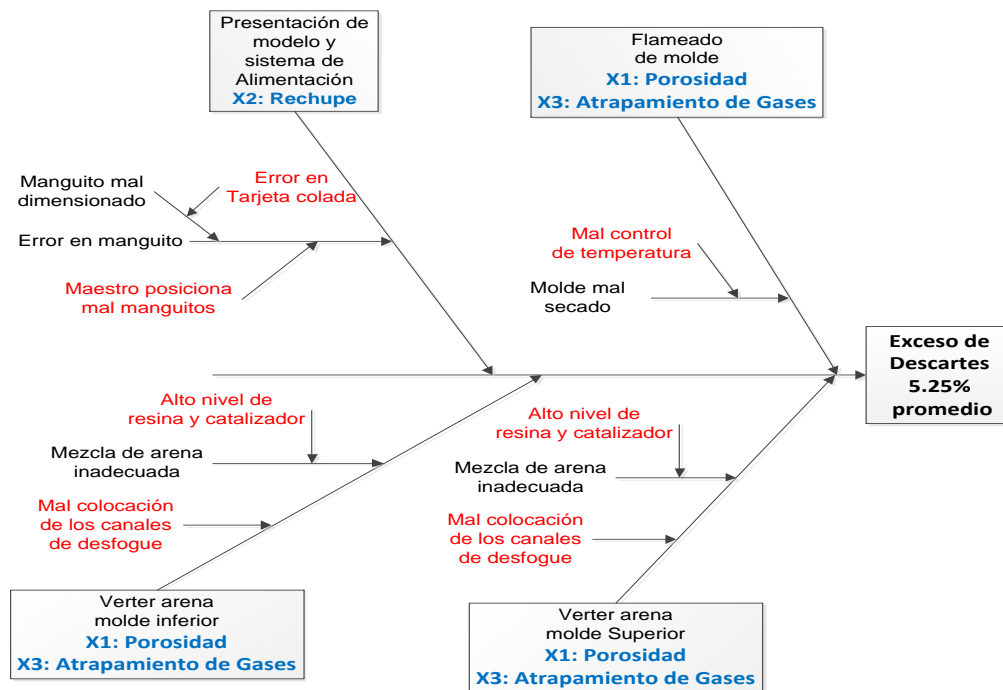 Presentación de
modelo y
sistema de
Alimentación
X2: Rechupe
Flameado
de molde
X1: Porosidad
X3: Atrapamiento de Gases
Manguito mal
dimensionado
Error en
Tarjeta colada
Error en manguito
Maestro posiciona
mal manguitos
Mal control
de temperatura
Molde mal
secado
Exceso de
Descartes
5.25%
promedio
Alto nivel de
resina y catalizador
Mezcla de arena
inadecuada
Mal colocación
de los canales
de desfogue
Alto nivel de
resina y catalizador
Mezcla de arena
inadecuada
Mal colocación
de los canales
de desfogue
Verter arena
molde inferior
X1: Porosidad
X3: Atrapamiento de Gases
Verter arena
molde Superior
X1: Porosidad
X3: Atrapamiento de Gases